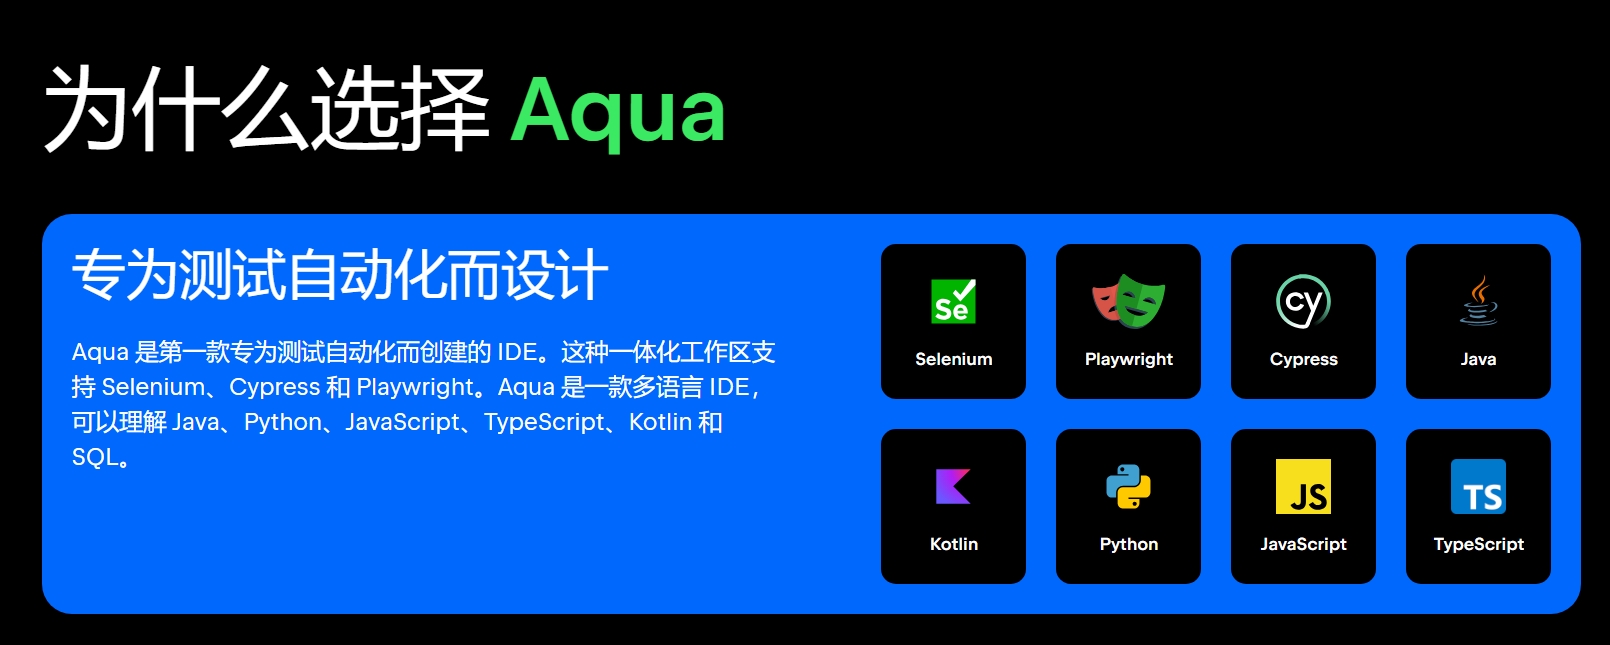 为什么选择 Aqua
专为测试自动化而设计
Aqua 是第一款专为测试自动化而创建的 IDE。这种一体化工作区支
持 Selenium、Cypress 和 Playwright。Aqua 是一款多语言 IDE，
可以理解 Java、Python、JavaScript、TypeScript、Kotlin 和
SQL。
Se
cy
Selenium
Playwright
Cypress
Java
JS
TS
Kotlin
Python
JavaScript
TypeScript